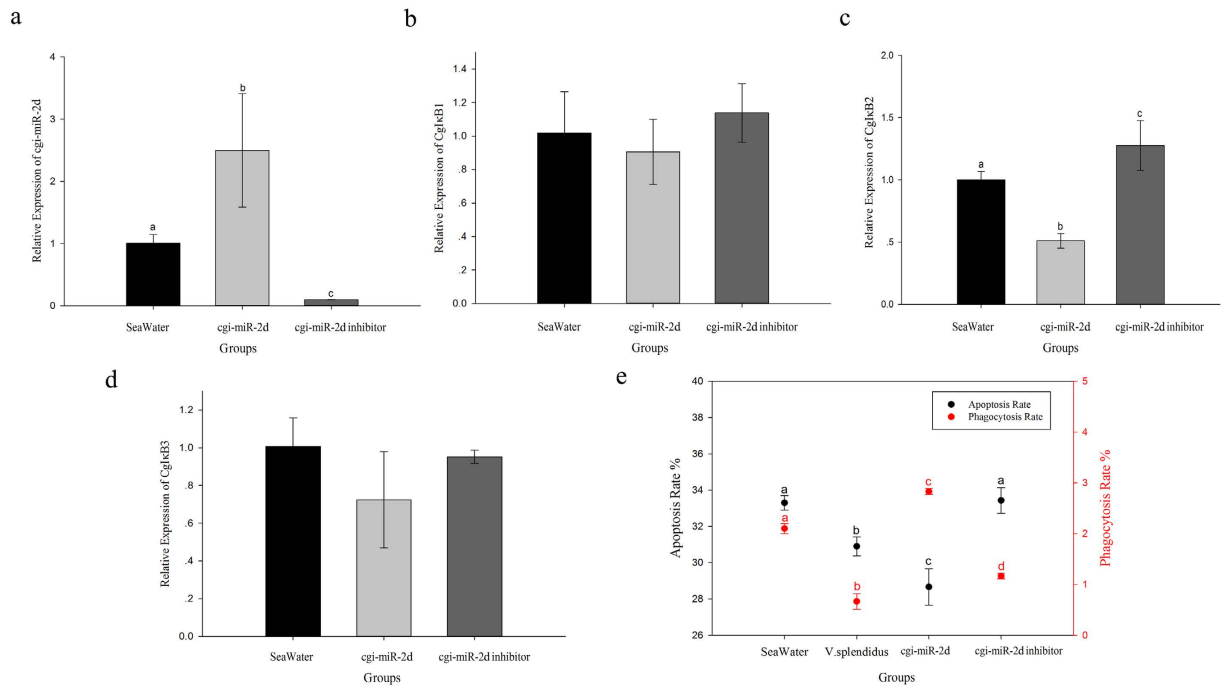 a
Relative Expression of cgi-miR-2d
4
3
2
1
0
a
b
c
SeaWater
cgi-miR-2d
cgi-miR-2d inhibitor
Groups
b
Relative Expression of CgIκB1
1.4
1.2
1.0
.8
.6
.4
.2
0.0
SeaWater
cgi-miR-2d
cgi-miR-2d inhibitor
Groups
c
Relative Expression of CgIκB2
2.0
1.5
1.0
.5
0.0
a
b
c
SeaWater
cgi-miR-2d
cgi-miR-2d inhibitor
Groups
d
Relative Expression of CgIκB3
1.2
1.0
.8
.6
.4
.2
0.0
SeaWater
cgi-miR-2d
cgi-miR-2d inhibitor
Groups
e
Apoptosis Rate %
40
38
36
34
32
30
28
26
Apoptosis Rate
Phagocytosis Rate
a
a
b
b
c
c
a
d
5
4
3
2
1
0
Phagocytosis Rate %
SeaWater
V.splendidus
cgi-miR-2d
cgi-miR-2d inhibitor
Groups